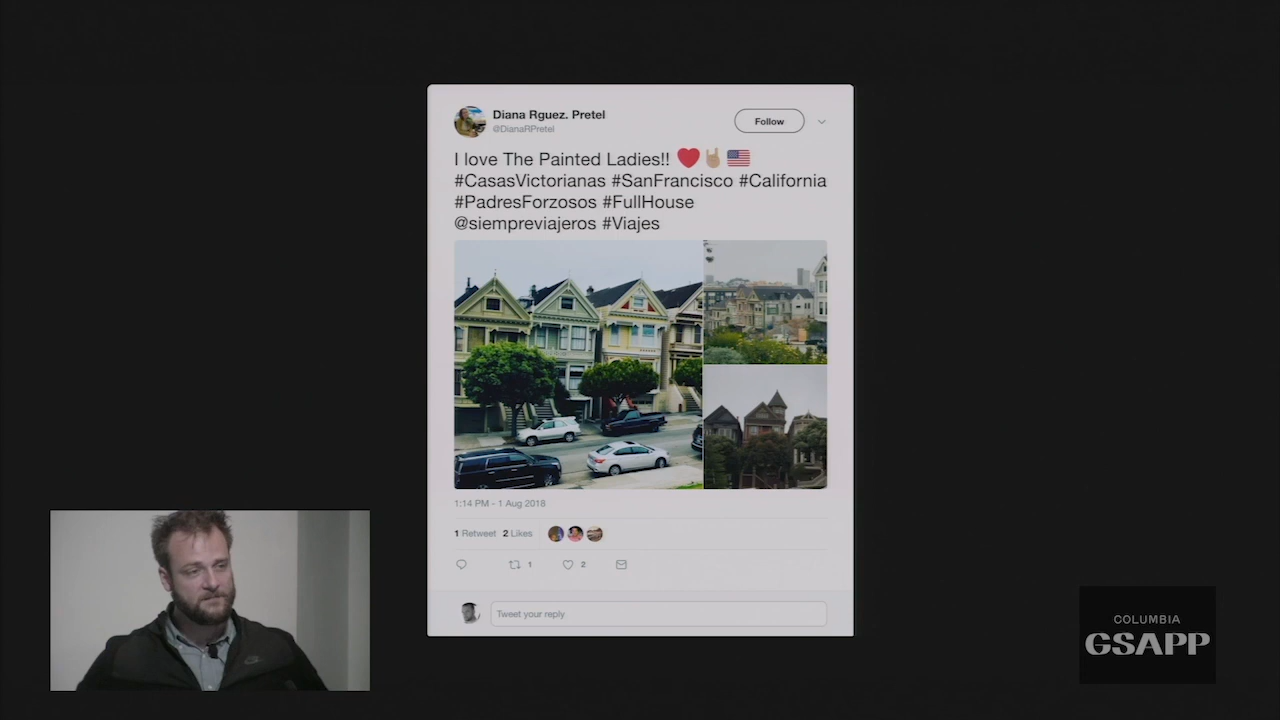 Diana Rguez. Pretel
@DianaRPretel
Follow
I love The Painted Ladies!! ❤️🤘🏼🇺🇸
#CasasVictorianas #SanFrancisco #California
#PadresForzosos #FullHouse
@siempreviajeros #Viajes
1:14 PM - 1 Aug 2018
1 Retweet 2 Likes
1 2
Tweet your reply
COLUMBIA
GSAPP